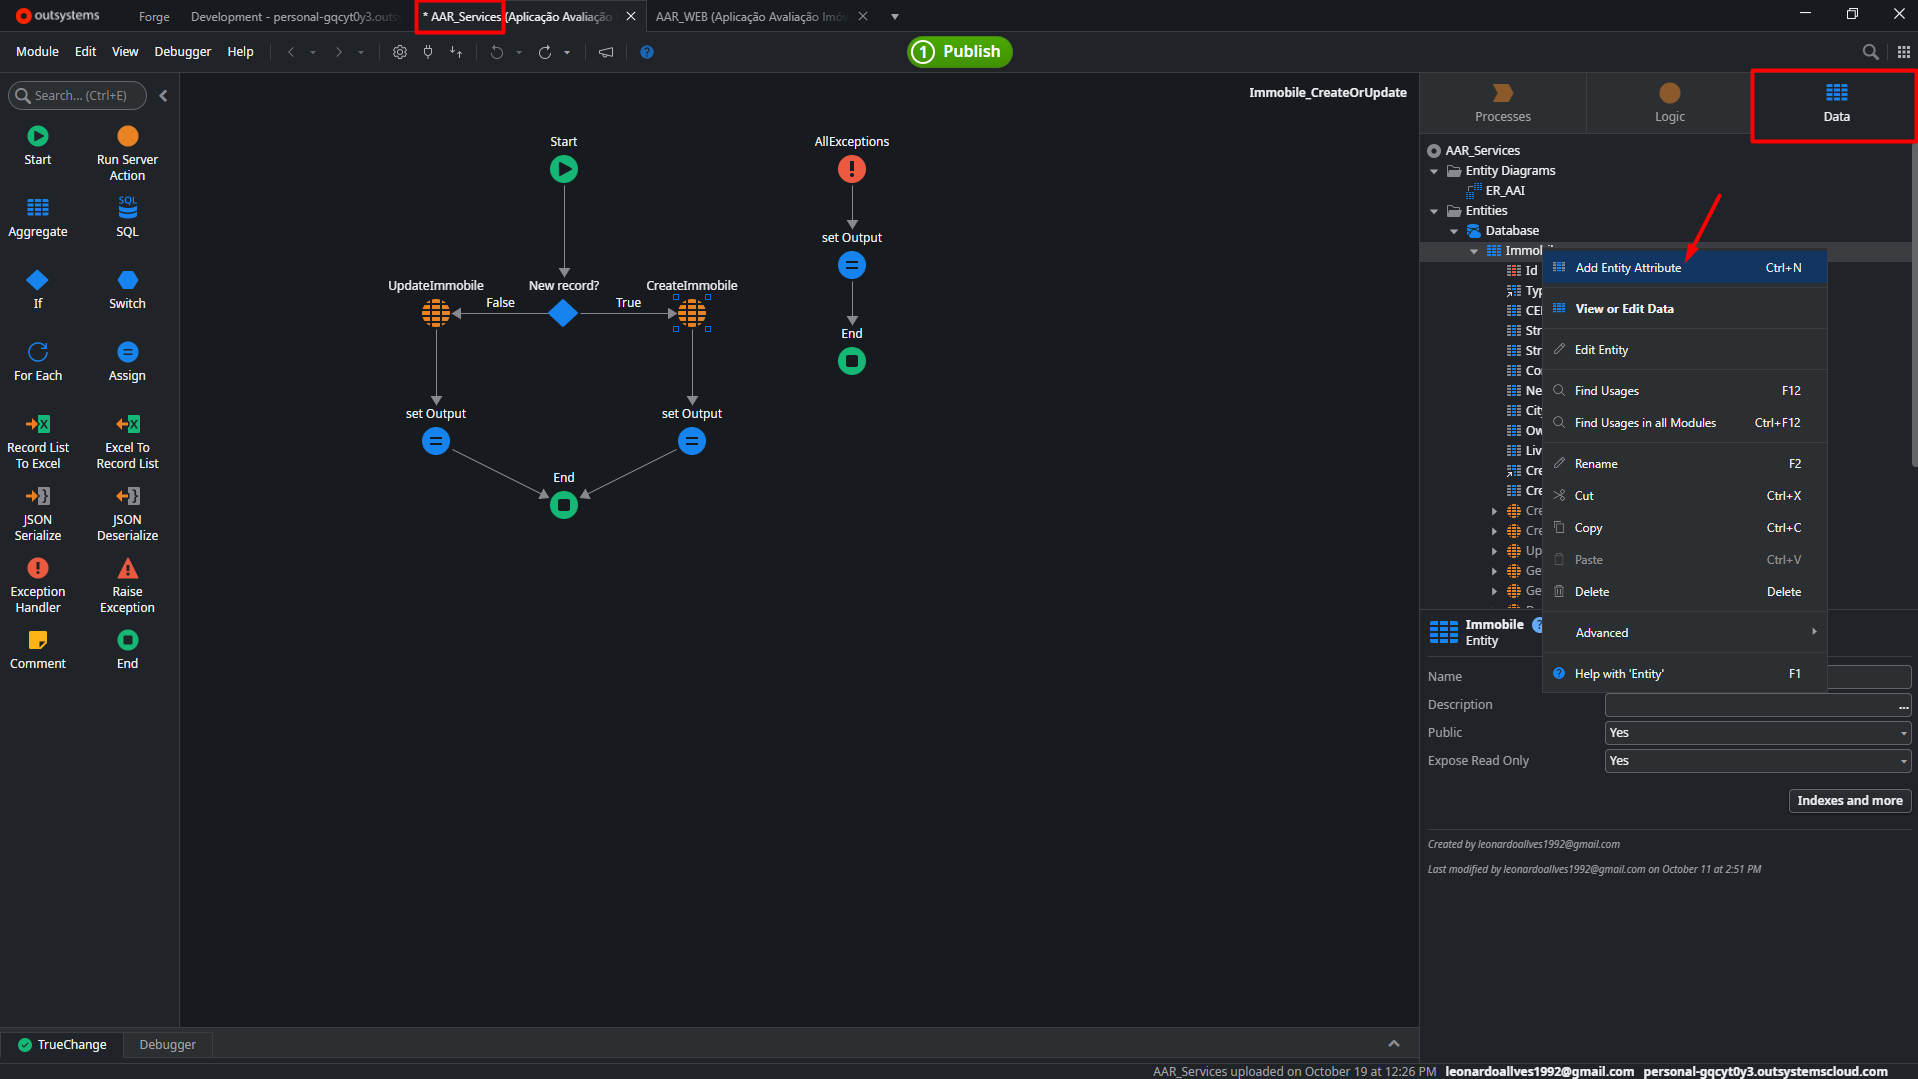 outsystems
Forge
Development - personal-gqcyt0y3.outsy
* AAR_Services (Aplicação Avaliação
AAR_WEB (Aplicação Avaliação Imóv
Module Edit View Debugger Help
1 Publish
Search... (Ctrl+E)
Start
Run Server
Action
Aggregate
SQL
SQL
If
Switch
For Each
Assign
Record List
To Excel
Excel To
Record List
JSON
Serialize
JSON
Deserialize
Exception
Handler
Raise
Exception
Comment
End
Immobile_CreateOrUpdate
Start
AllExceptions
set Output
UpdateImmobile
False
New record?
True
CreateImmobile
End
set Output
set Output
End
Processes
Logic
Data
AAR_Services
Entity Diagrams
ER_AAI
Entities
Database
Immobil
Id
Typ
CE
Str
Str
Co
Ne
City
Ow
Liv
Cre
Cre
Cre
Cre
Up
Ge
Ge
Add Entity Attribute Ctrl+N
View or Edit Data
Edit Entity
Find Usages F12
Find Usages in all Modules Ctrl+F12
Rename F2
Cut Ctrl+X
Copy Ctrl+C
Paste Ctrl+V
Delete Delete
Advanced
Help with 'Entity' F1
Immobile
Entity
Name
Description ...
Public Yes
Expose Read Only Yes
Indexes and more
Created by leonardoallves1992@gmail.com
Last modified by leonardoallves1992@gmail.com on October 11 at 2:51 PM
TrueChange
Debugger
AAR_Services uploaded on October 19 at 12:26 PM leonardoallves1992@gmail.com personal-gqcyt0y3.outsystemscloud.com